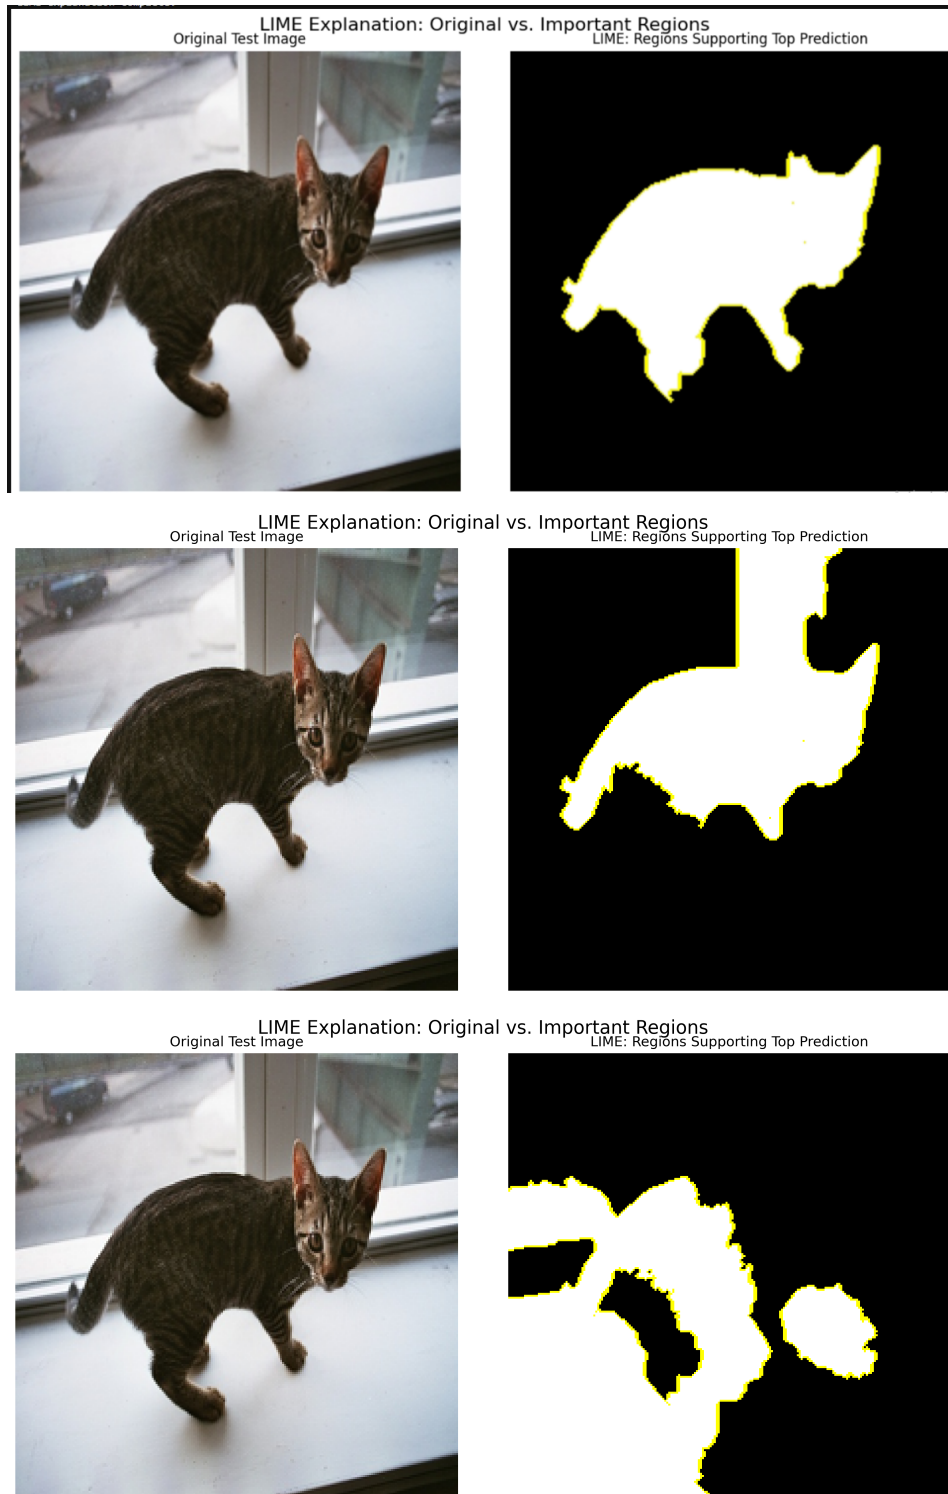 LIME Explanation: Original vs. Important Regions
Original Test Image
LIME: Regions Supporting Top Prediction
LIME Explanation: Original vs. Important Regions
Original Test Image
LIME: Regions Supporting Top Prediction
LIME Explanation: Original vs. Important Regions
Original Test Image
LIME: Regions Supporting Top Prediction